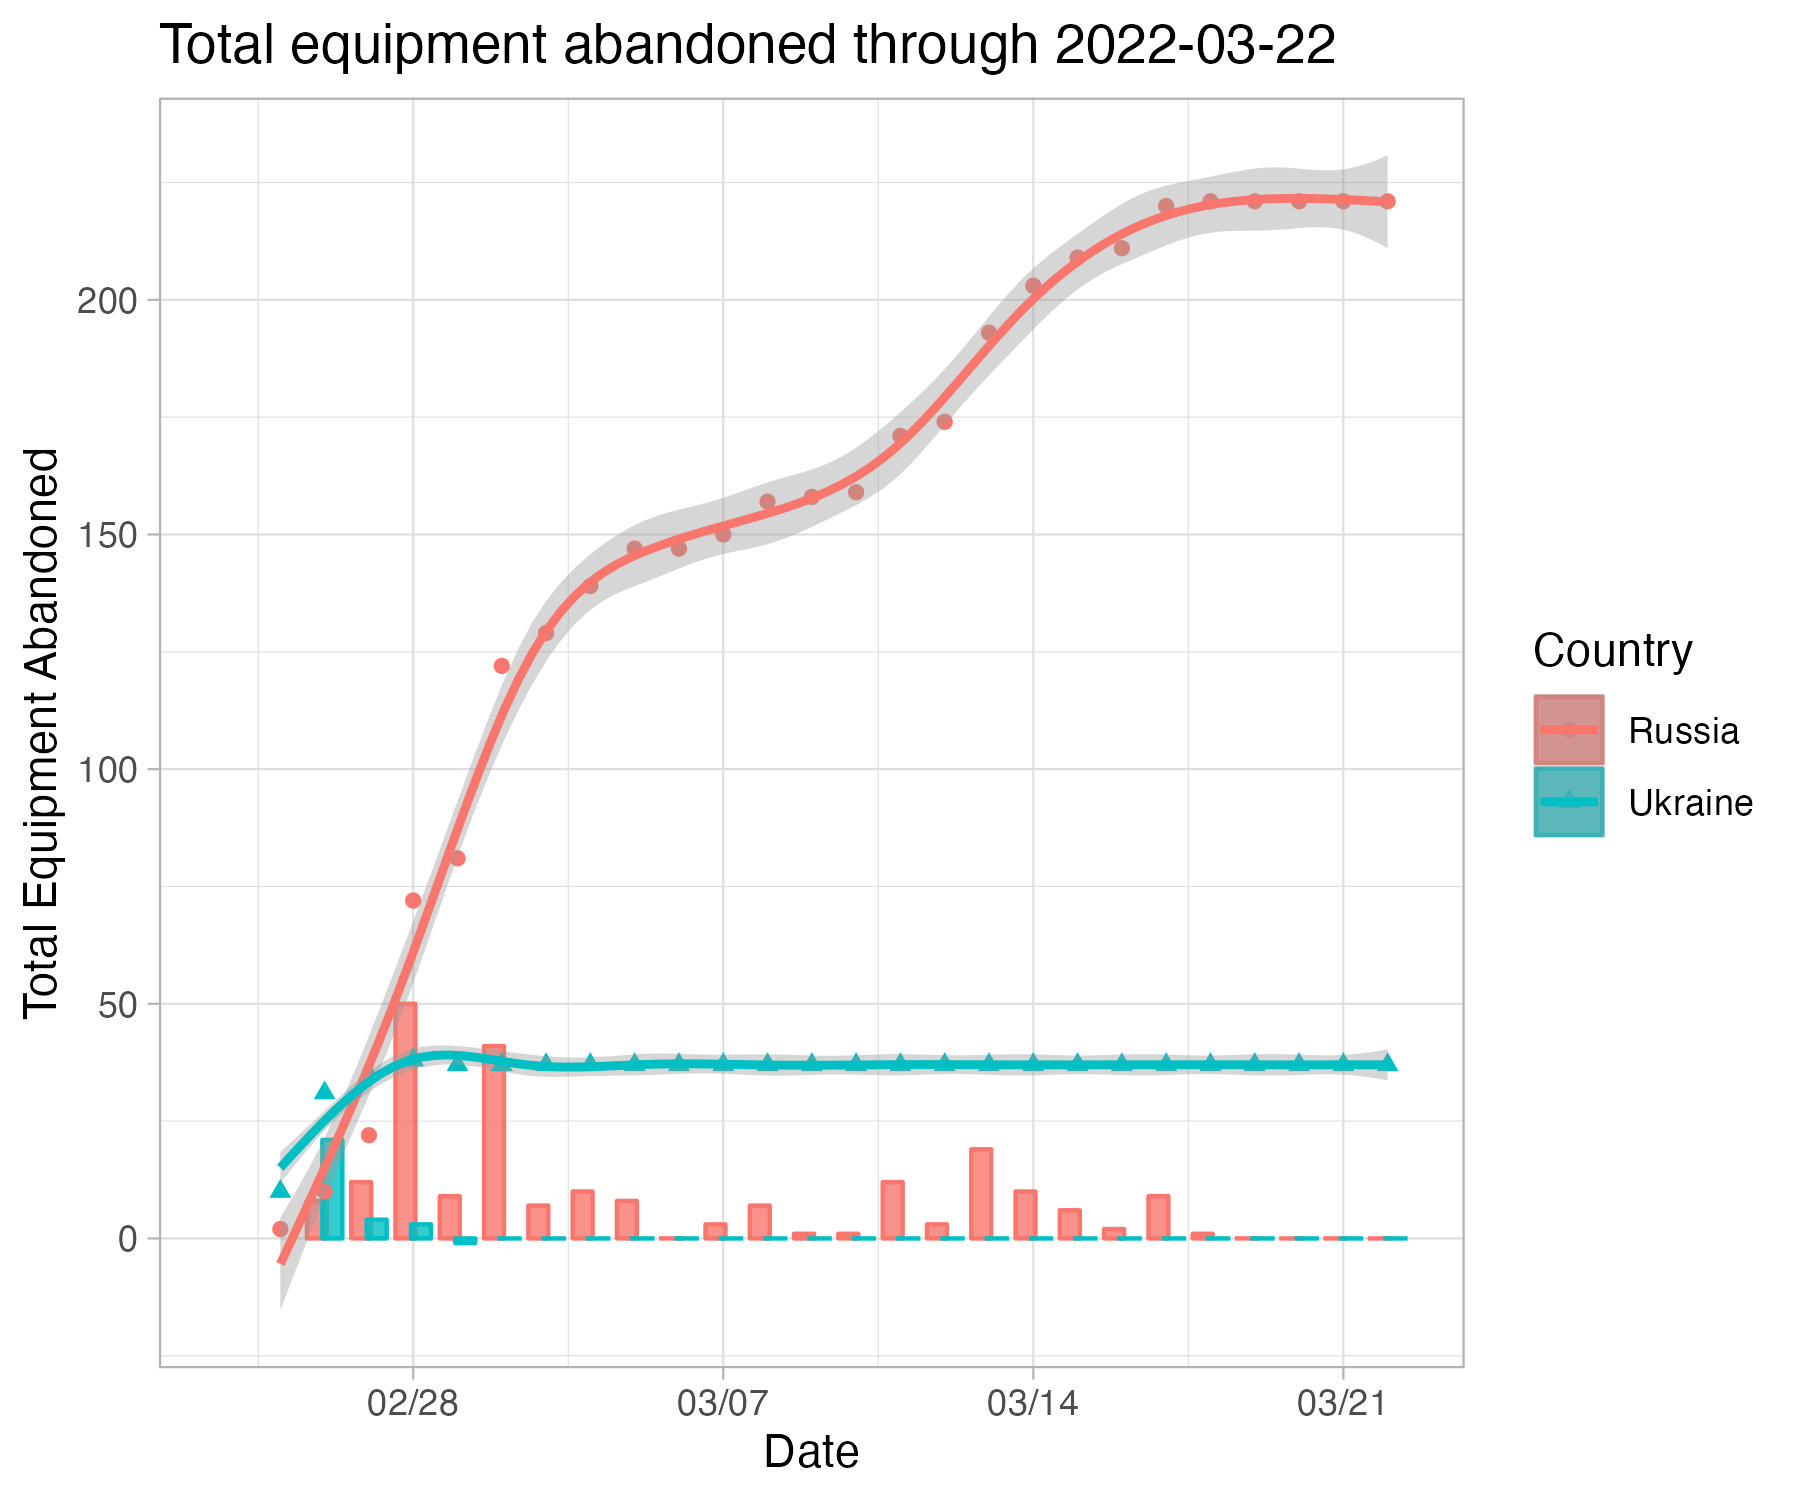 Total equipment abandoned through 2022-03-22
Total Equipment Abandoned
200
150
100
50
0
02/28
03/07
03/14
03/21
Date
Country
Russia
Ukraine